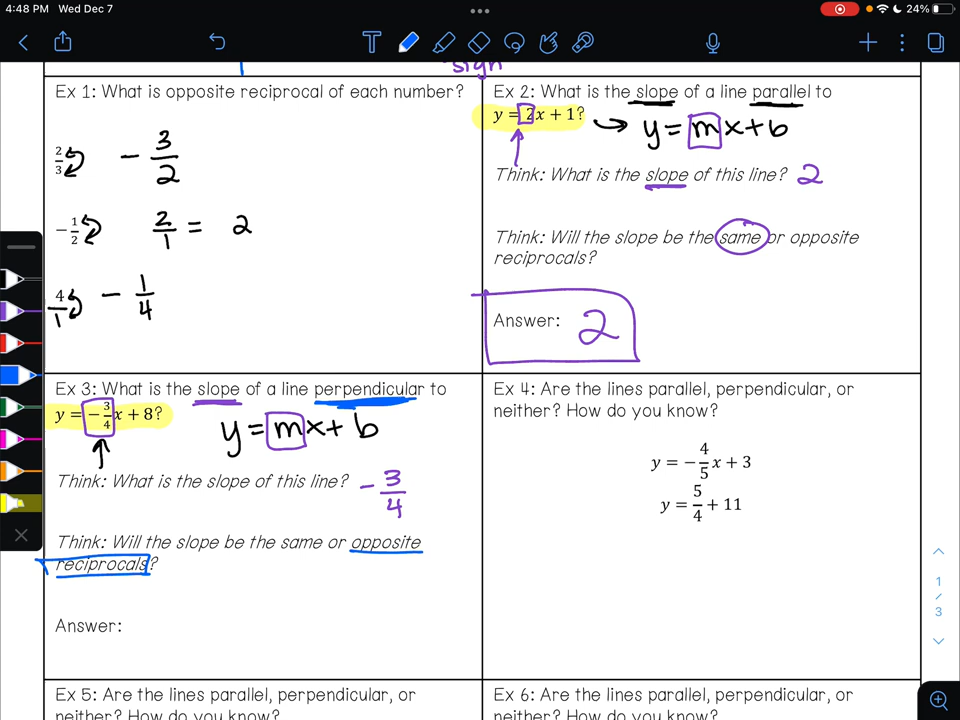 4:48 PM Wed Dec 7
24%
sign
Ex 1: What is opposite reciprocal of each number?
2/3 - 3/2
-1/2 2/1 = 2
4/1 - 1/4
Ex 2: What is the slope of a line parallel to
y = 2x + 1? → y = mx + b
Think: What is the slope of this line? 2
Think: Will the slope be the same or opposite
reciprocals?
Answer: 2
Ex 3: What is the slope of a line perpendicular to
y = -3/4x + 8? y = mx + b
Think: What is the slope of this line? - 3/4
Think: Will the slope be the same or opposite
reciprocals?
Answer:
Ex 4: Are the lines parallel, perpendicular, or
neither? How do you know?
y = -4/5x + 3
y = 5/4 + 11
Ex 5: Are the lines parallel, perpendicular, or
neither? How do you know?
Ex 6: Are the lines parallel, perpendicular, or
neither? How do you know?
1
/
3